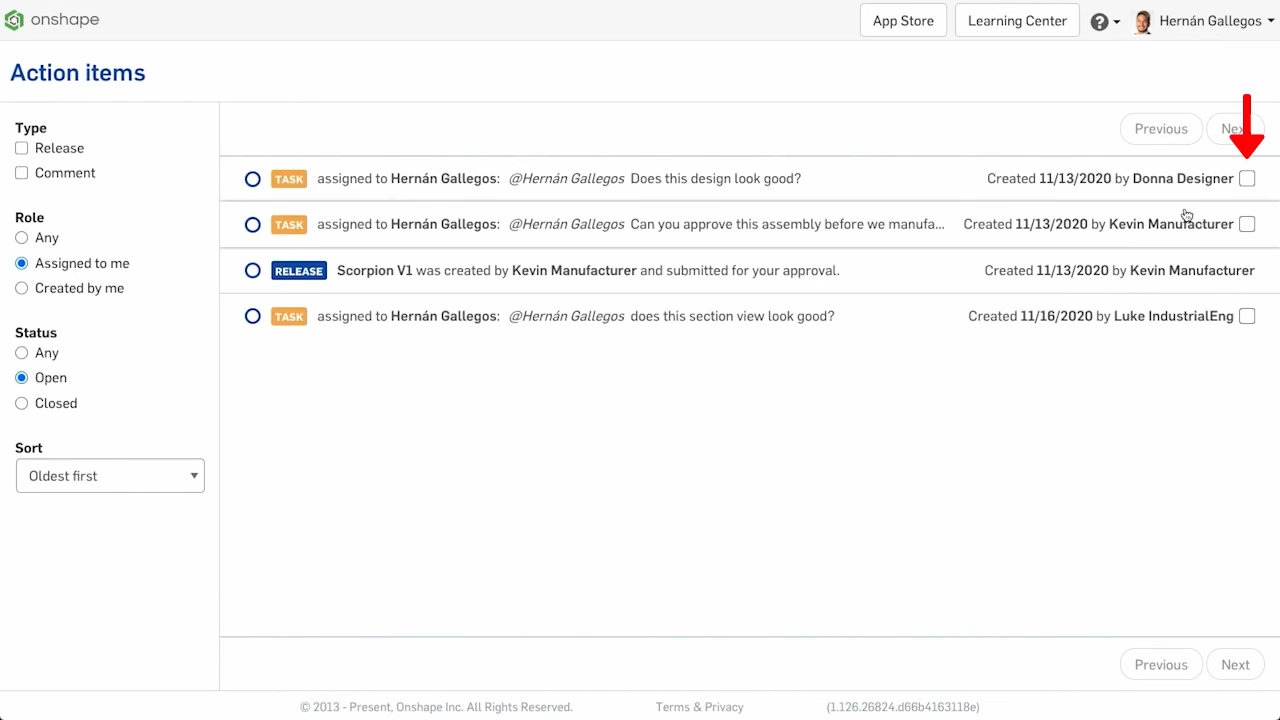 onshape
App Store
Learning Center
?
Hernán Gallegos
Action items
Type
Release
Comment
Role
Any
Assigned to me
Created by me
Status
Any
Open
Closed
Sort
Oldest first
Previous
TASK assigned to Hernán Gallegos: @Hernán Gallegos Does this design look good? Created 11/13/2020 by Donna Designer
TASK assigned to Hernán Gallegos: @Hernán Gallegos Can you approve this assembly before we manufa... Created 11/13/2020 by Kevin Manufacturer
RELEASE Scorpion V1 was created by Kevin Manufacturer and submitted for your approval. Created 11/13/2020 by Kevin Manufacturer
TASK assigned to Hernán Gallegos: @Hernán Gallegos does this section view look good? Created 11/16/2020 by Luke IndustrialEng
Previous Next
© 2013 - Present, Onshape Inc. All Rights Reserved. Terms & Privacy (1.126.26824.d66b4163118e)